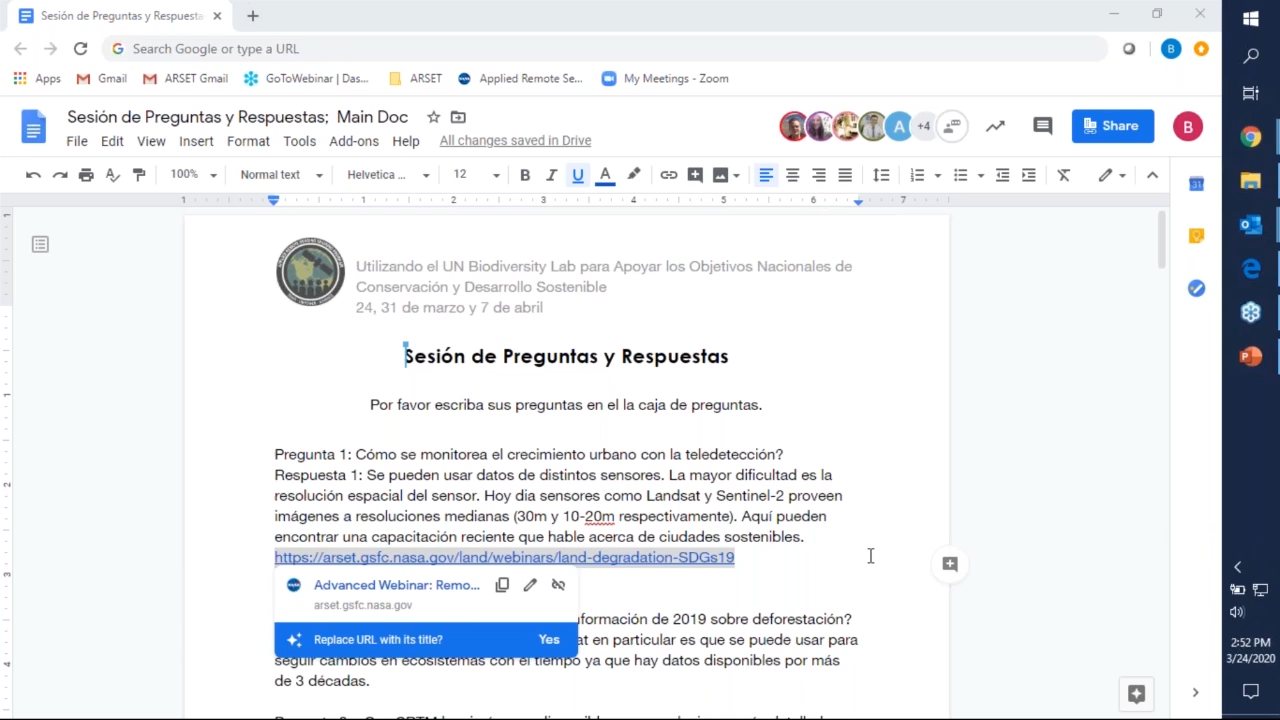 Sesión de Preguntas y Respuesta
Search Google or type a URL
B
Apps Gmail ARSET Gmail GoToWebinar | Das... ARSET Applied Remote Se... My Meetings - Zoom
Sesión de Preguntas y Respuestas; Main Doc
A +4 Share B
File Edit View Insert Format Tools Add-ons Help All changes saved in Drive
100% Normal text Helvetica ... 12 B I U A
1 1 2 3 4 5 6 7
Utilizando el UN Biodiversity Lab para Apoyar los Objetivos Nacionales de
Conservación y Desarrollo Sostenible
24, 31 de marzo y 7 de abril
Sesión de Preguntas y Respuestas
Por favor escriba sus preguntas en el la caja de preguntas.
Pregunta 1: Cómo se monitorea el crecimiento urbano con la teledetección?
Respuesta 1: Se pueden usar datos de distintos sensores. La mayor dificultad es la
resolución espacial del sensor. Hoy dia sensores como Landsat y Sentinel-2 proveen
imágenes a resoluciones medianas (30m y 10-20m respectivamente). Aquí pueden
encontrar una capacitación reciente que hable acerca de ciudades sostenibles.
https://arset.gsfc.nasa.gov/land/webinars/land-degradation-SDGs19
Advanced Webinar: Remo...
arset.gsfc.nasa.gov
nformación de 2019 sobre deforestación?
Replace URL with its title? Yes
at en particular es que se puede usar para
seguir cambios en ecosistemas con el tiempo ya que hay datos disponibles por más
de 3 décadas.
2:52 PM
3/24/2020